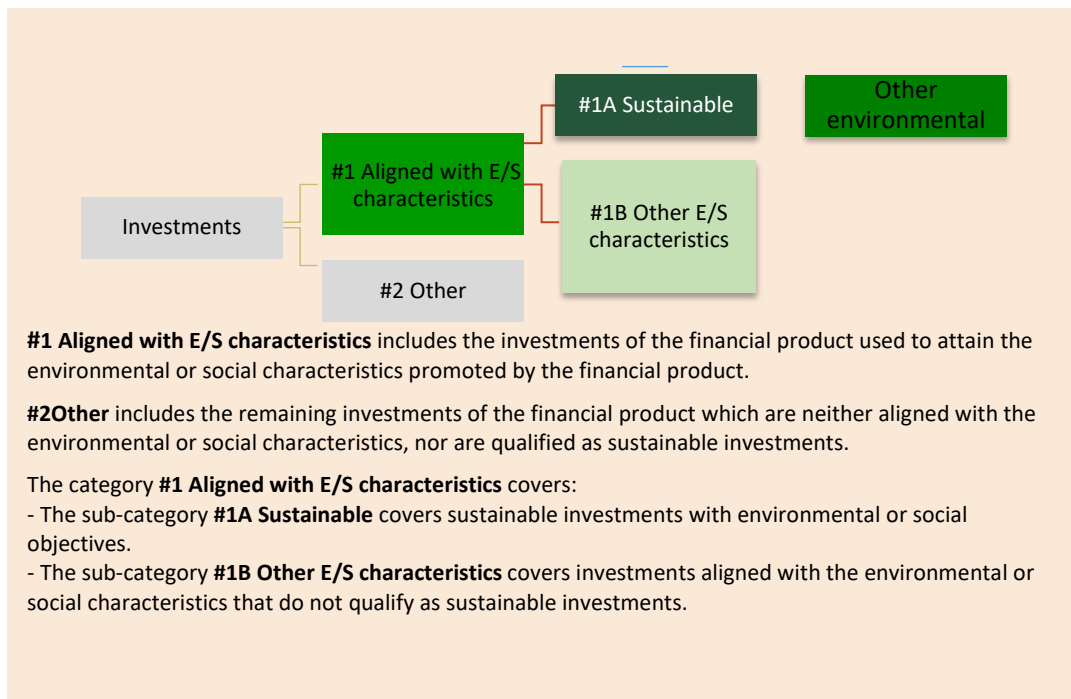 #1A Sustainable
Other
environmental
#1 Aligned with E/S
characteristics
#1B Other E/S
characteristics
Investments
#2 Other
#1 Aligned with E/S characteristics includes the investments of the financial product used to attain the
environmental or social characteristics promoted by the financial product.
#2Other includes the remaining investments of the financial product which are neither aligned with the
environmental or social characteristics, nor are qualified as sustainable investments.
The category #1 Aligned with E/S characteristics covers:
- The sub-category #1A Sustainable covers sustainable investments with environmental or social
objectives.
- The sub-category #1B Other E/S characteristics covers investments aligned with the environmental or
social characteristics that do not qualify as sustainable investments.